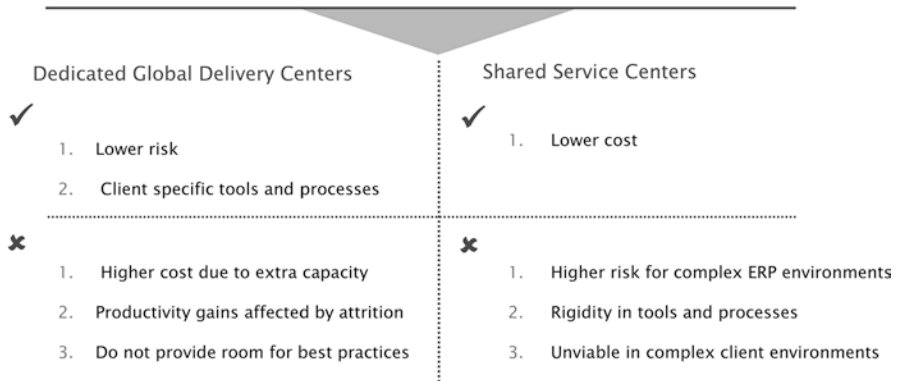 Dedicated Global Delivery Centers
✓
1. Lower risk
2. Client specific tools and processes
✖
1. Higher cost due to extra capacity
2. Productivity gains affected by attrition
3. Do not provide room for best practices
Shared Service Centers
✓
1. Lower cost
✖
1. Higher risk for complex ERP environments
2. Rigidity in tools and processes
3. Unviable in complex client environments